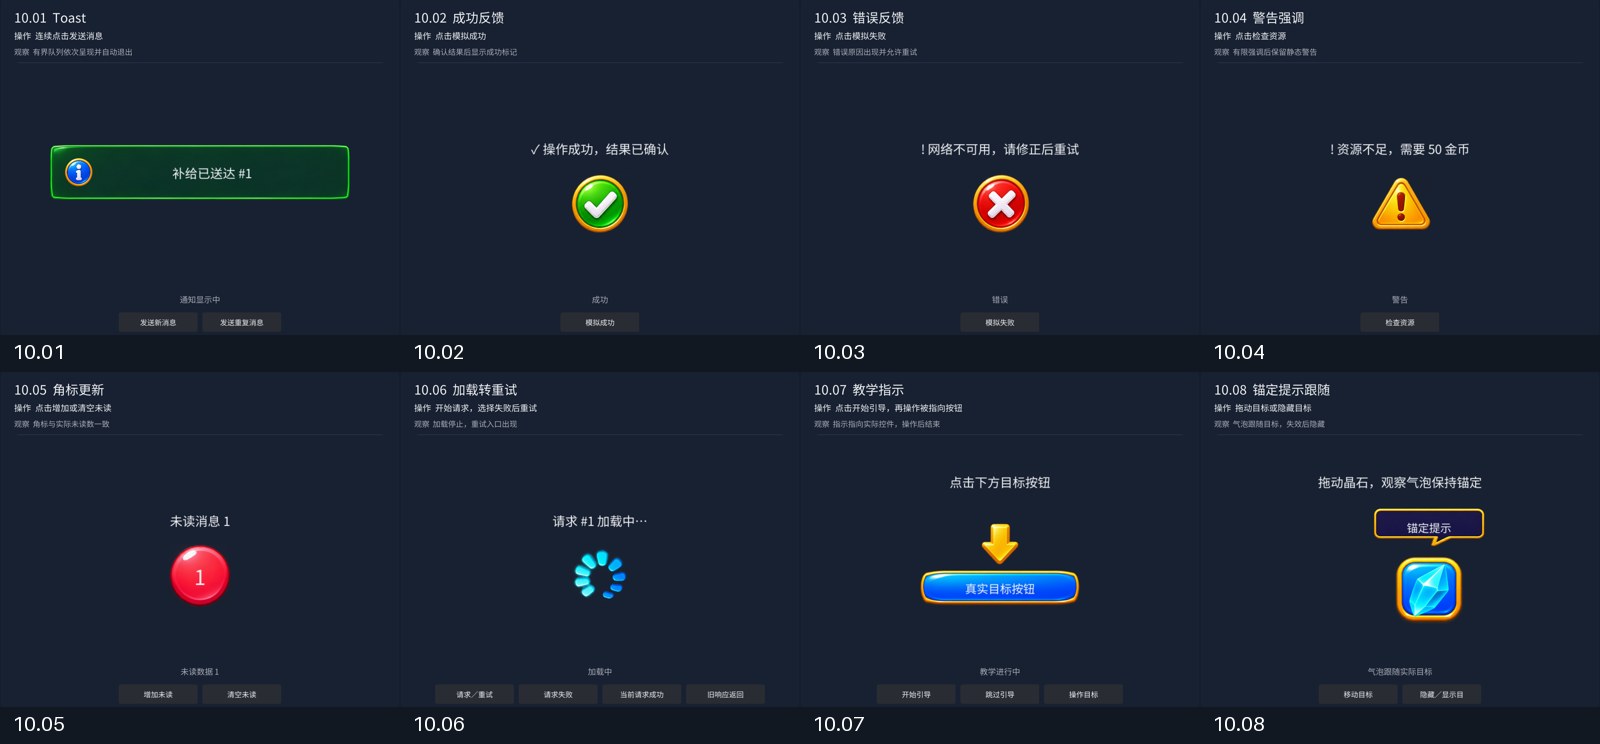 10.01 Toast
操作 连续点击发送消息
观察 有界队列依次呈现并自动退出
补给已送达 #1
通知显示中
发送新消息
发送重复消息
10.01
10.02 成功反馈
操作 点击模拟成功
观察 确认结果后显示成功标记
✓ 操作成功，结果已确认
成功
模拟成功
10.02
10.03 错误反馈
操作 点击模拟失败
观察 错误原因出现并允许重试
! 网络不可用，请修正后重试
错误
模拟失败
10.03
10.04 警告强调
操作 点击检查资源
观察 有限强调后保留静态警告
! 资源不足，需要 50 金币
警告
检查资源
10.04
10.05 角标更新
操作 点击增加或清空未读
观察 角标与实际未读数一致
未读消息 1
1
未读数据 1
增加未读
清空未读
10.05
10.06 加载转重试
操作 开始请求，选择失败后重试
观察 加载停止，重试入口出现
请求 #1 加载中…
加载中
请求／重试
请求失败
当前请求成功
旧响应返回
10.06
10.07 教学指示
操作 点击开始引导，再操作被指向按钮
观察 指示指向实际控件，操作后结束
点击下方目标按钮
真实目标按钮
教学进行中
开始引导
跳过引导
操作目标
10.07
10.08 锚定提示跟随
操作 拖动目标或隐藏目标
观察 气泡跟随目标，失效后隐藏
拖动晶石，观察气泡保持锚定
锚定提示
气泡跟随实际目标
移动目标
隐藏／显示目
10.08